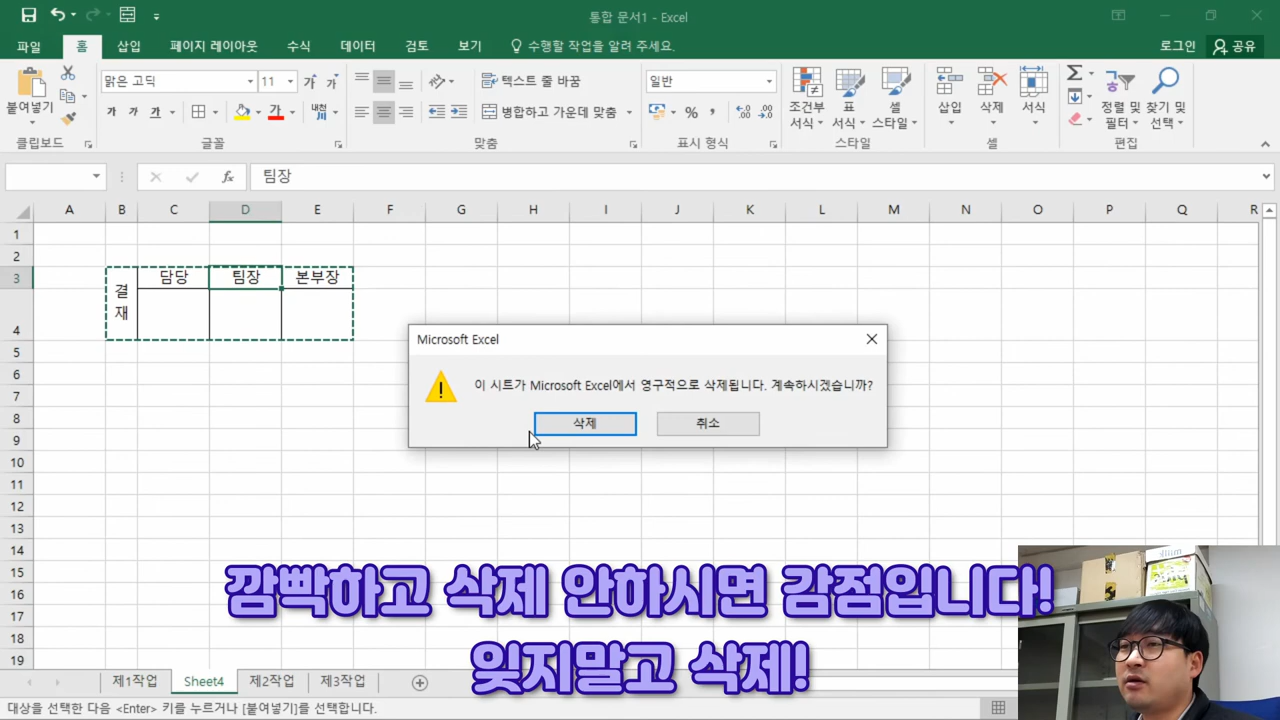 통합 문서1 - Excel
파일 홈 삽입 페이지 레이아웃 수식 데이터 검토 보기 수행할 작업을 알려 주세요. 로그인 공유
붙여넣기
맑은 고딕 11 가 가
가 가 가 가 내천
텍스트 줄 바꿈
병합하고 가운데 맞춤
일반
% ,
조건부 서식 표 서식 셀 스타일 삽입 삭제 서식 정렬 및 필터 찾기 및 선택
클립보드 글꼴 맞춤 표시 형식 스타일 셀 편집
fx 팀장
A B C D E F G H I J K L M N O P Q R
1
2
3 담당 팀장 본부장
결
재
4
5
6
7
8
9
10
11
12
13
14
15
16
17
18
19
Microsoft Excel
이 시트가 Microsoft Excel에서 영구적으로 삭제됩니다. 계속하시겠습니까?
삭제 취소
깜빡하고 삭제 안하시면 감점입니다!
잊지말고 삭제!
제1작업 Sheet4 제2작업 제3작업
대상을 선택한 다음 <Enter> 키를 누르거나 [붙여넣기]를 선택합니다.